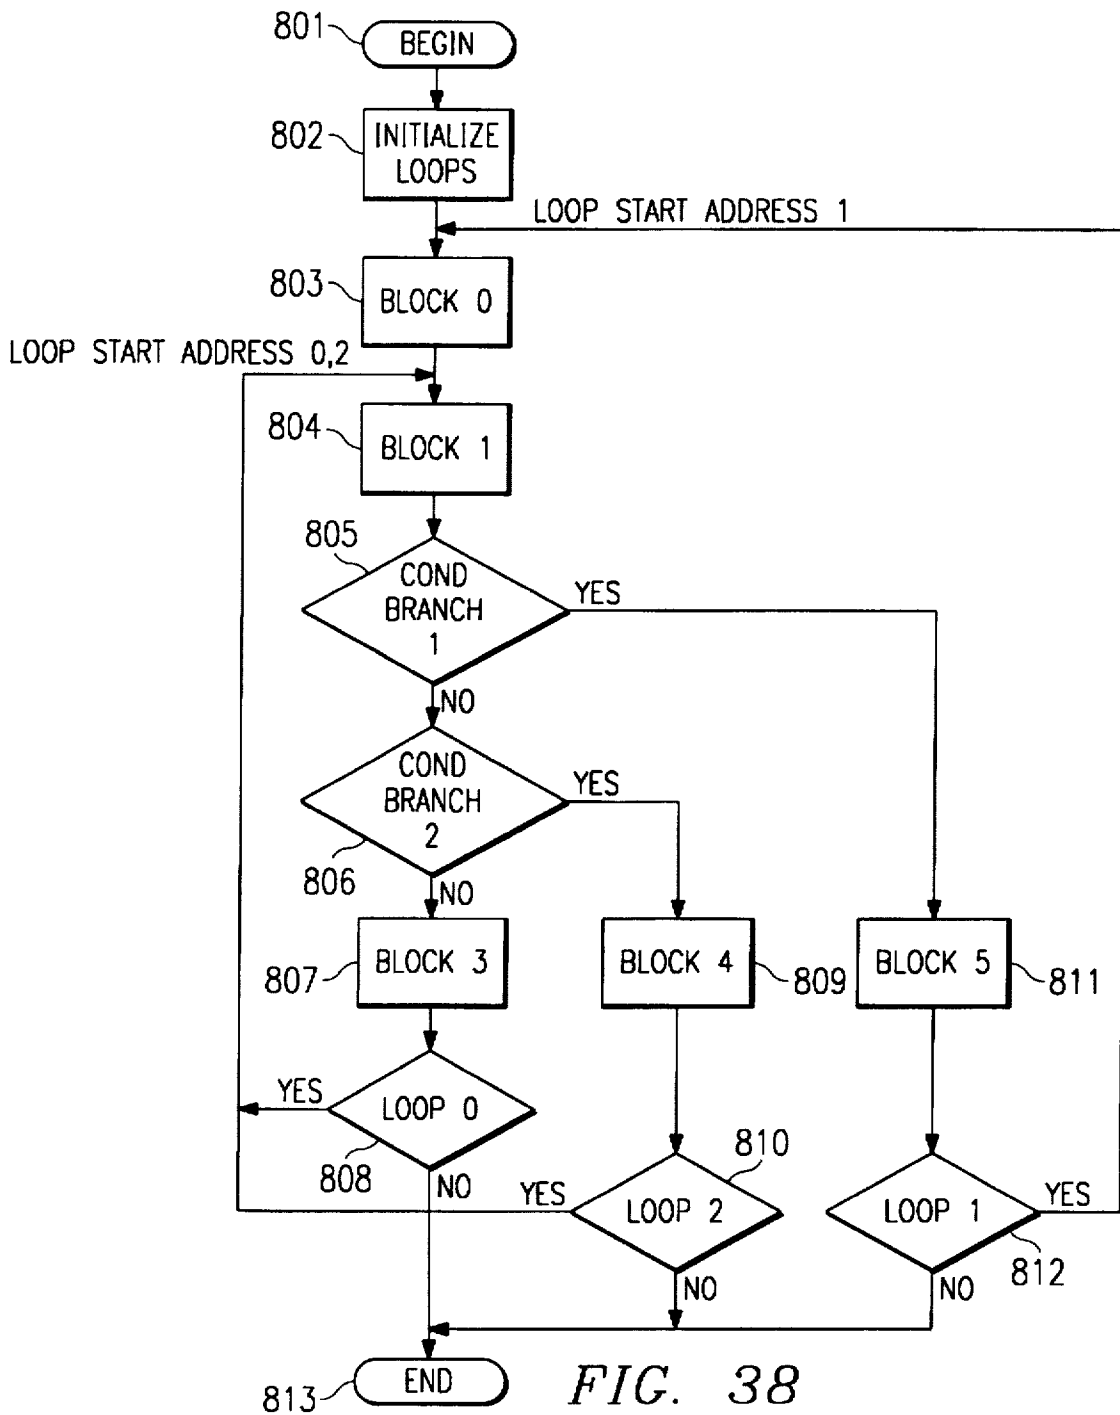 801
BEGIN
802
INITIALIZE
LOOPS
LOOP START ADDRESS 1
803
BLOCK 0
LOOP START ADDRESS 0,2
804
BLOCK 1
805
COND
BRANCH
1
YES
NO
COND
BRANCH
2
YES
806
NO
807
BLOCK 3
BLOCK 4
809
BLOCK 5
811
YES
LOOP 0
808
NO
810
YES
LOOP 2
NO
LOOP 1
YES
812
NO
813
END
FIG. 38